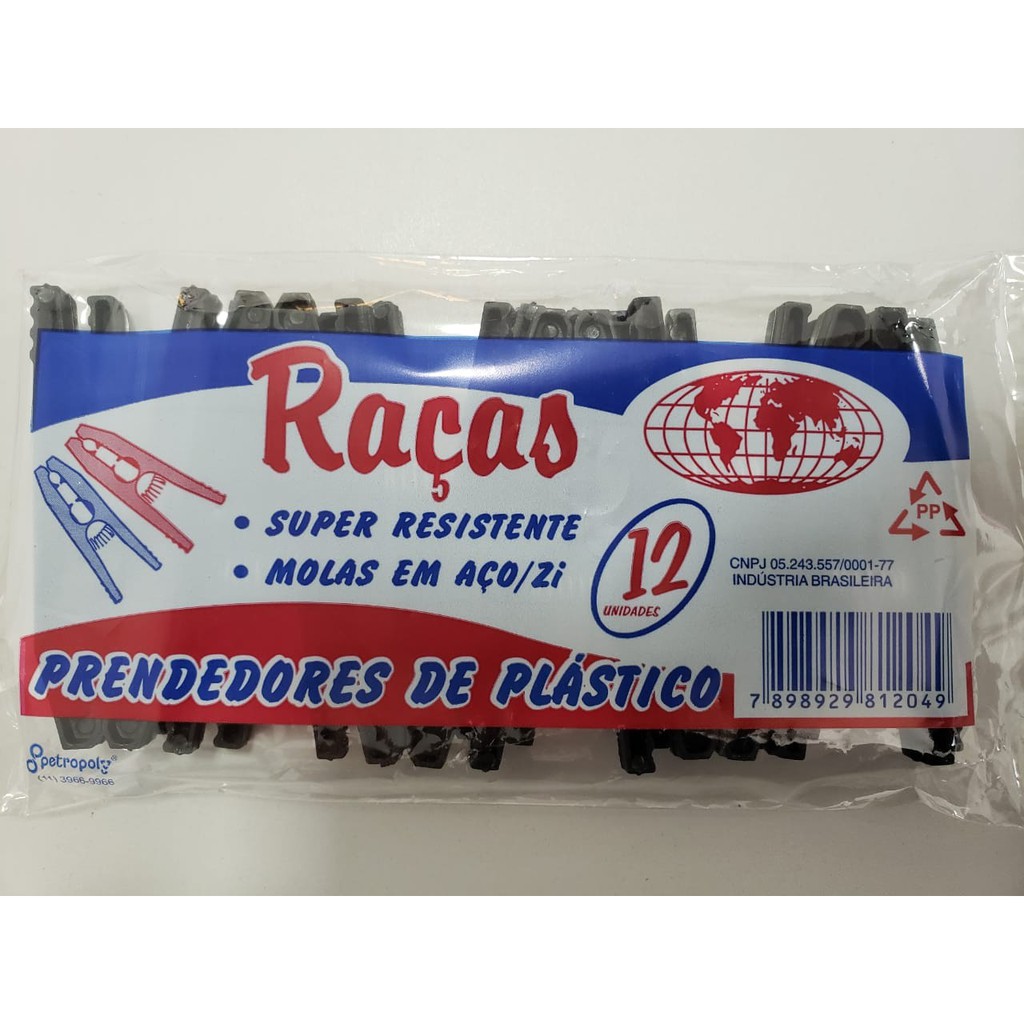 Raças
• SUPER RESISTENTE
• MOLAS EM AÇO/Zi
12
UNIDADES
PP
CNPJ 05.243.557/0001-77
INDÚSTRIA BRASILEIRA
PRENDEDORES DE PLÁSTICO
7 898929 812049
petropoly®
(11) 3966-9966